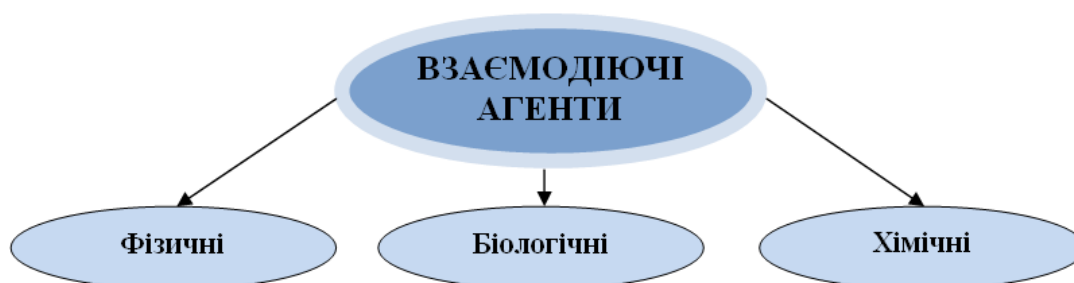 ВЗАЄМОДІЮЧІ
АГЕНТИ
Фізичні
Біологічні
Хімічні